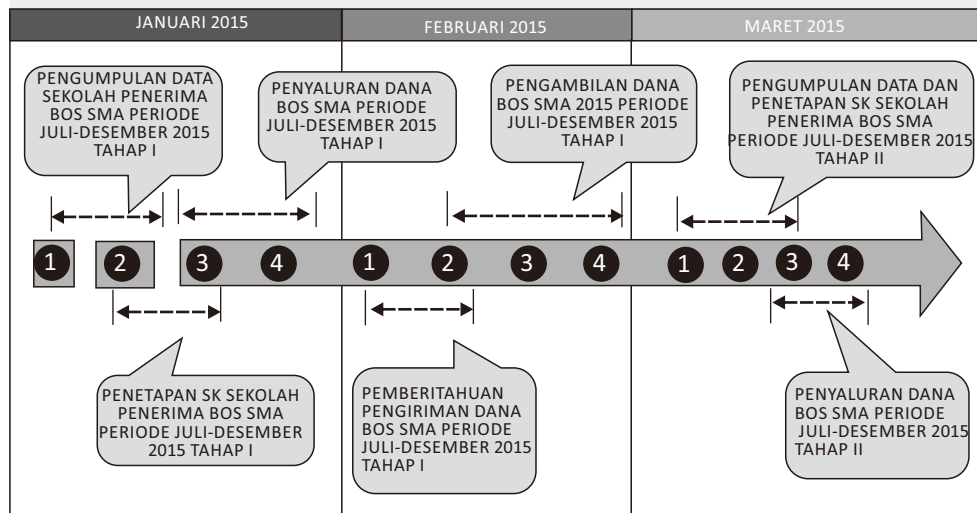 JANUARI 2015
FEBRUARI 2015
MARET 2015
PENGUMPULAN DATA
SEKOLAH PENERIMA
BOS SMA PERIODE
JULI-DESEMBER 2015
TAHAP I
PENYALURAN DANA
BOS SMA PERIODE
JULI-DESEMBER 2015
TAHAP I
PENGAMBILAN DANA
BOS SMA 2015 PERIODE
JULI-DESEMBER 2015
TAHAP I
PENGUMPULAN DATA DAN
PENETAPAN SK SEKOLAH
PENERIMA BOS SMA
PERIODE JULI-DESEMBER 2015
TAHAP II
1 2 3 4 1 2 3 4 1 2 3 4
PENETAPAN SK SEKOLAH
PENERIMA BOS SMA
PERIODE JULI-DESEMBER
2015 TAHAP I
PEMBERITAHUAN
PENGIRIMAN DANA
BOS SMA PERIODE
JULI-DESEMBER 2015
TAHAP I
PENYALURAN DANA
BOS SMA PERIODE
JULI-DESEMBER 2015
TAHAP II